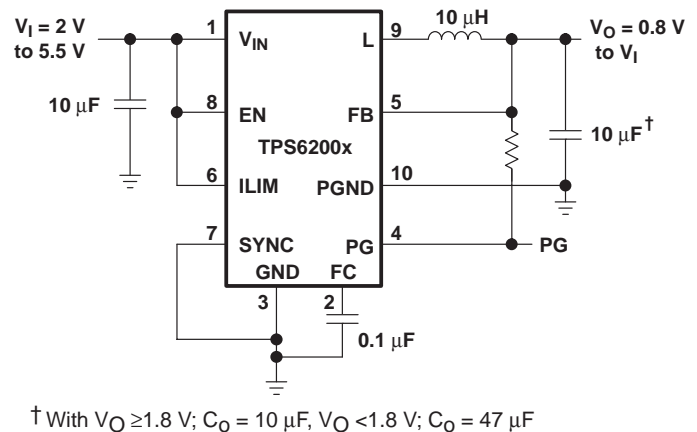 V_I = 2 V
to 5.5 V
10 μF
1
V_IN
8
EN
6
ILIM
7
SYNC
GND
3
TPS6200x
L
9
10 μH
FB
5
PGND
10
PG
4
FC
2
0.1 μF
V_O = 0.8 V
to V_I
10 μF†
PG
† With V_O ≥1.8 V; C_o = 10 μF, V_O <1.8 V; C_o = 47 μF